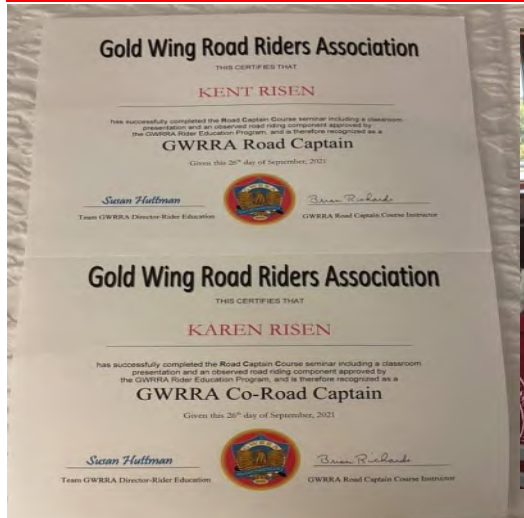 Gold Wing Road Riders Association
THIS CERTIFIES THAT
KENT RISEN
has successfully completed the Road Captain Course seminar including a classroom
presentation and an observed road riding component approved by
the GWRRA Rider Education Program, and is therefore recognized as a
GWRRA Road Captain
Given this 26th day of September, 2021
Susan Huttman
Brian Richards
Team GWRRA Director-Rider Education
GWRRA Road Captain Course Instructor
GWRRA
Gold Wing Road Riders Association
THIS CERTIFIES THAT
KAREN RISEN
has successfully completed the Road Captain Course seminar including a classroom
presentation and an observed road riding component approved by
the GWRRA Rider Education Program, and is therefore recognized as a
GWRRA Co-Road Captain
Given this 26th day of September, 2021
Susan Huttman
Brian Richards
Team GWRRA Director-Rider Education
GWRRA Road Captain Course Instructor
GWRRA